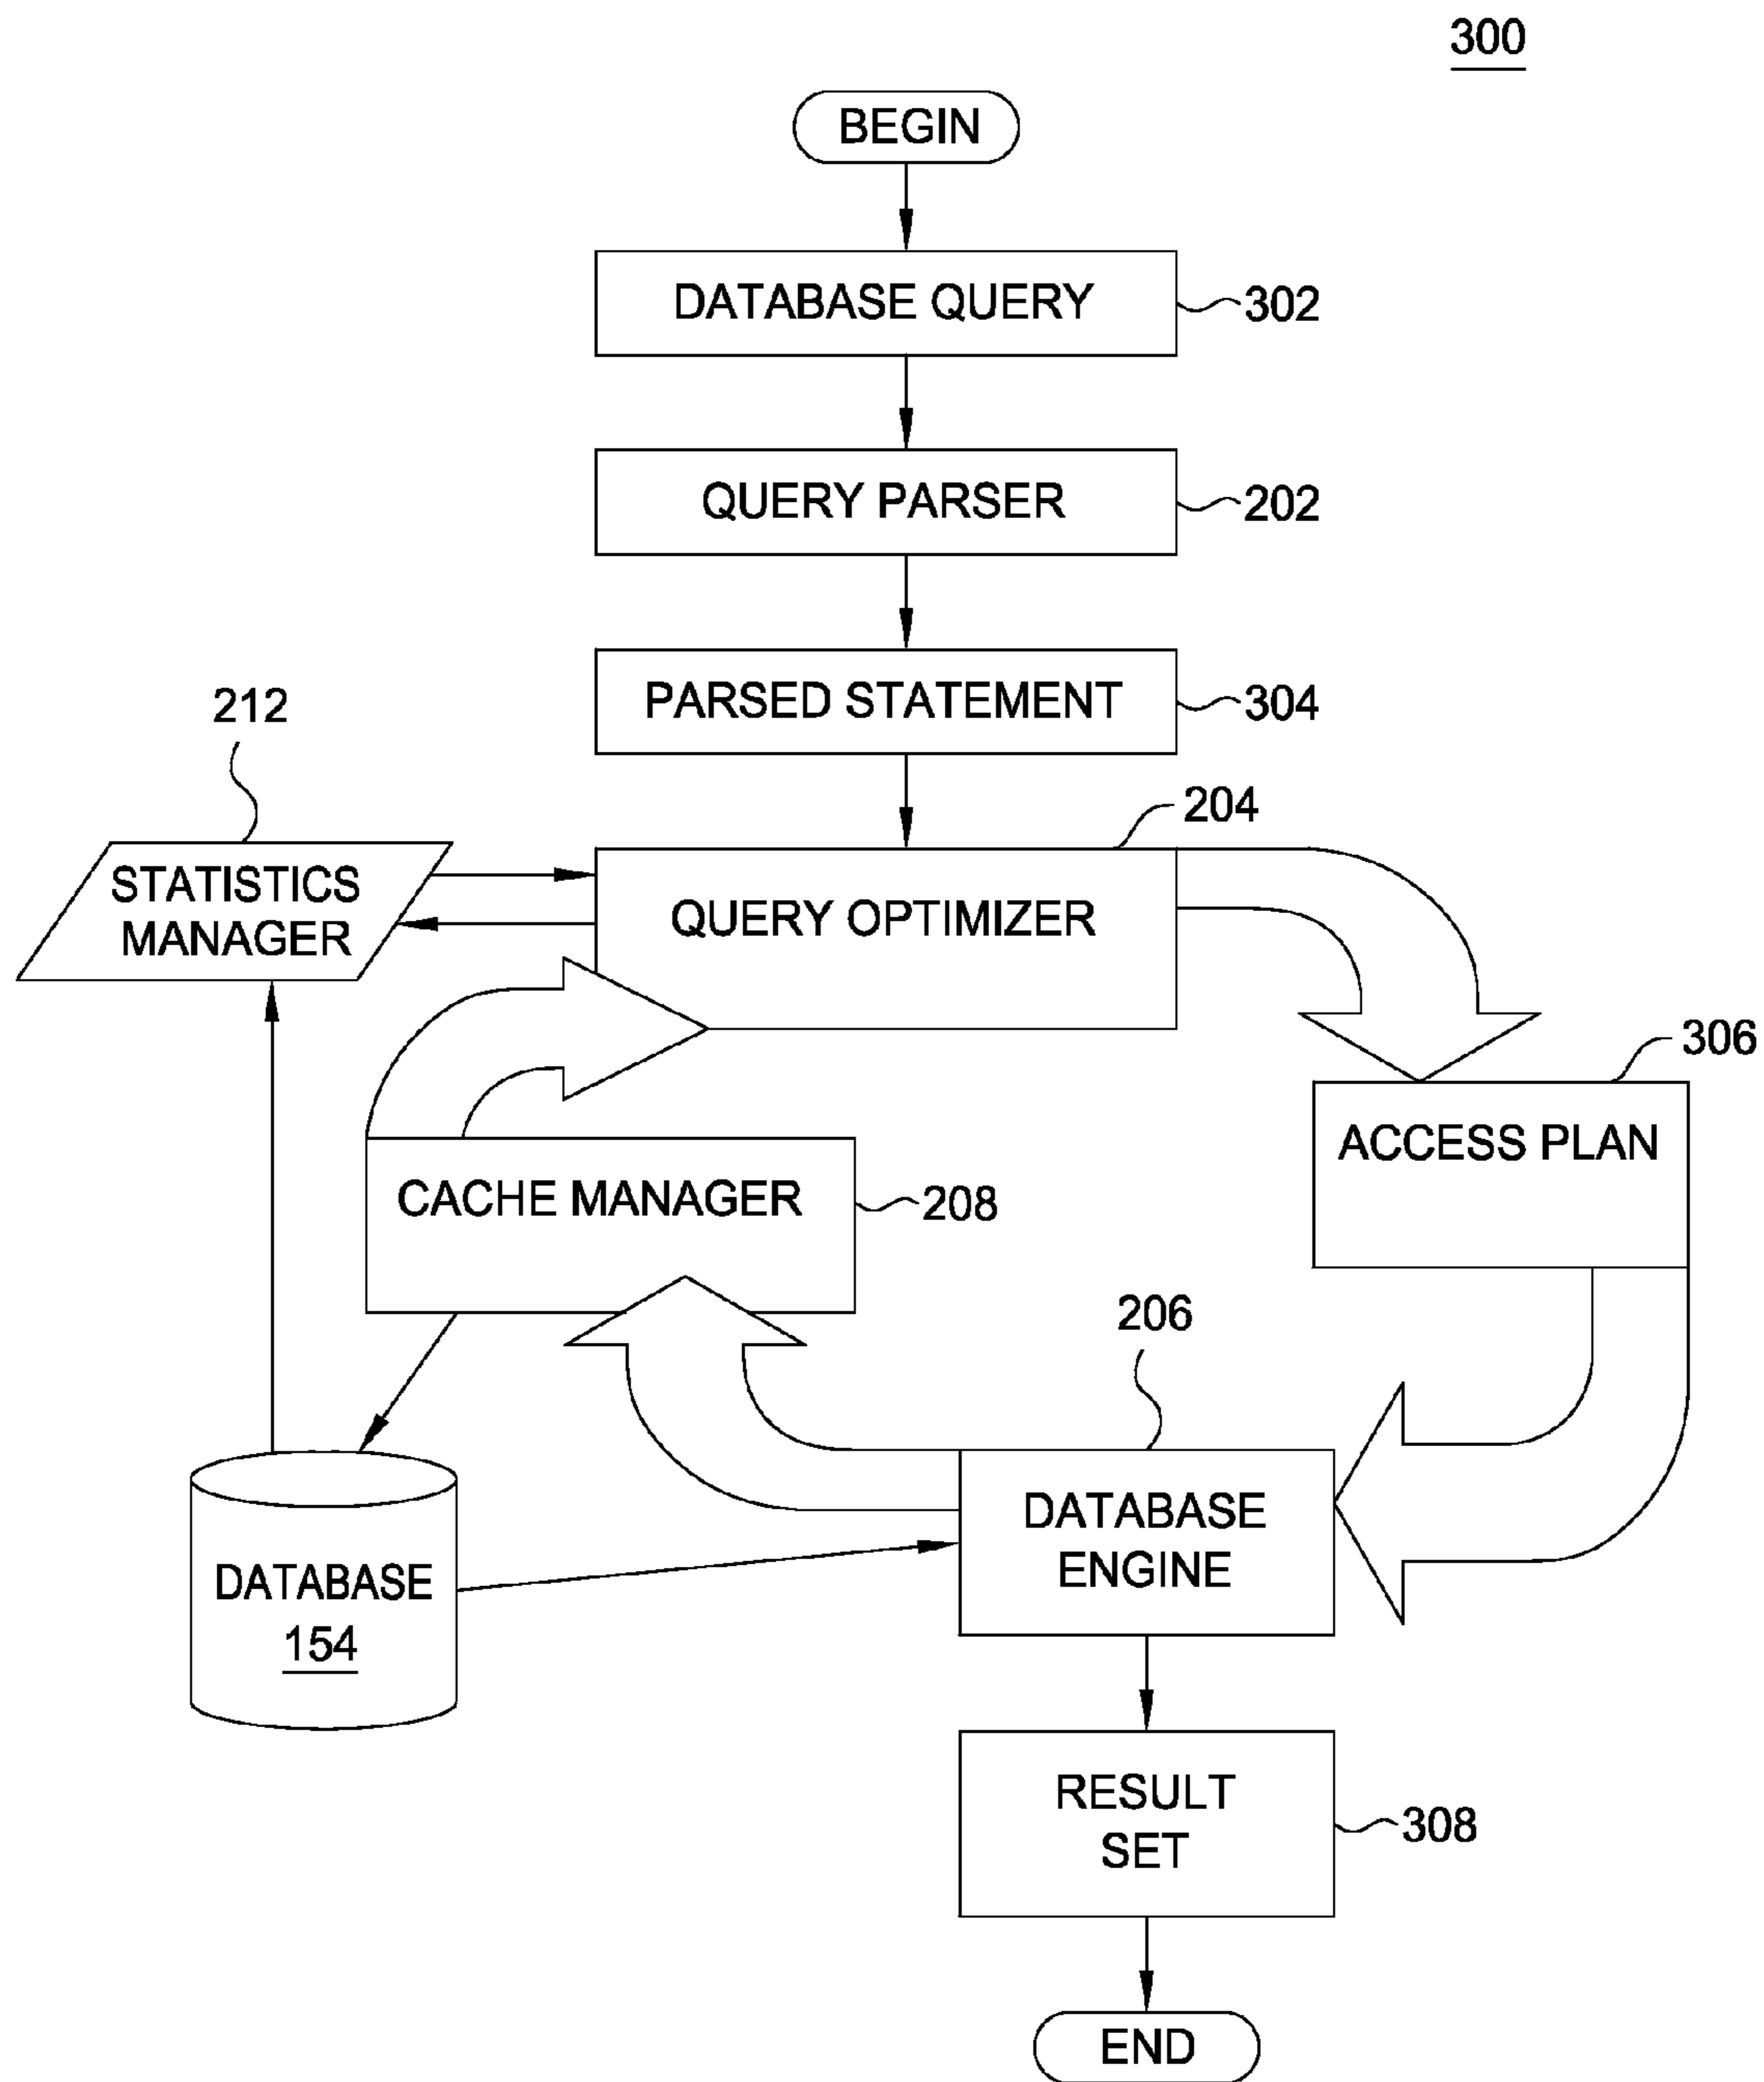 300
BEGIN
DATABASE QUERY
302
QUERY PARSER
202
PARSED STATEMENT
304
212
204
STATISTICS
MANAGER
QUERY OPTIMIZER
306
ACCESS PLAN
CACHE MANAGER
208
206
DATABASE
ENGINE
DATABASE
154
RESULT
SET
308
END